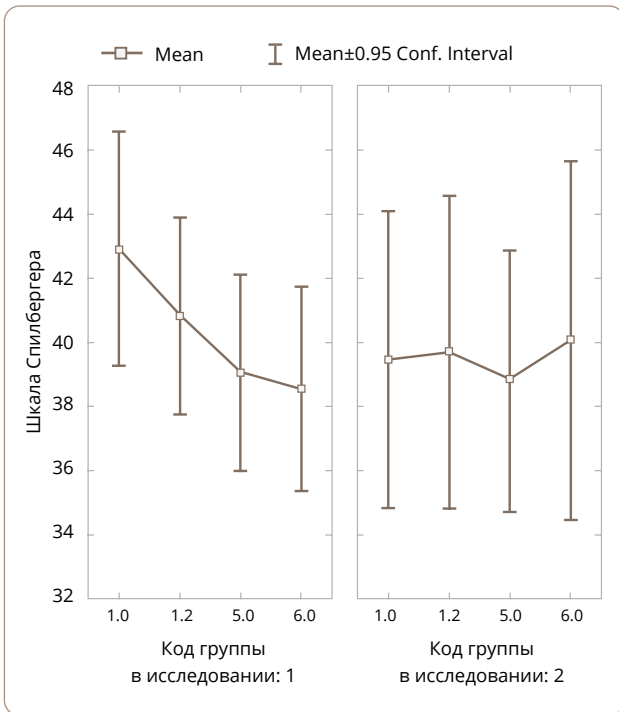 Mean
Mean±0.95 Conf. Interval
Шкала Спилбергера
48
46
44
42
40
38
36
34
32
1.0 1.2 5.0 6.0
1.0 1.2 5.0 6.0
Код группы
в исследовании: 1
Код группы
в исследовании: 2